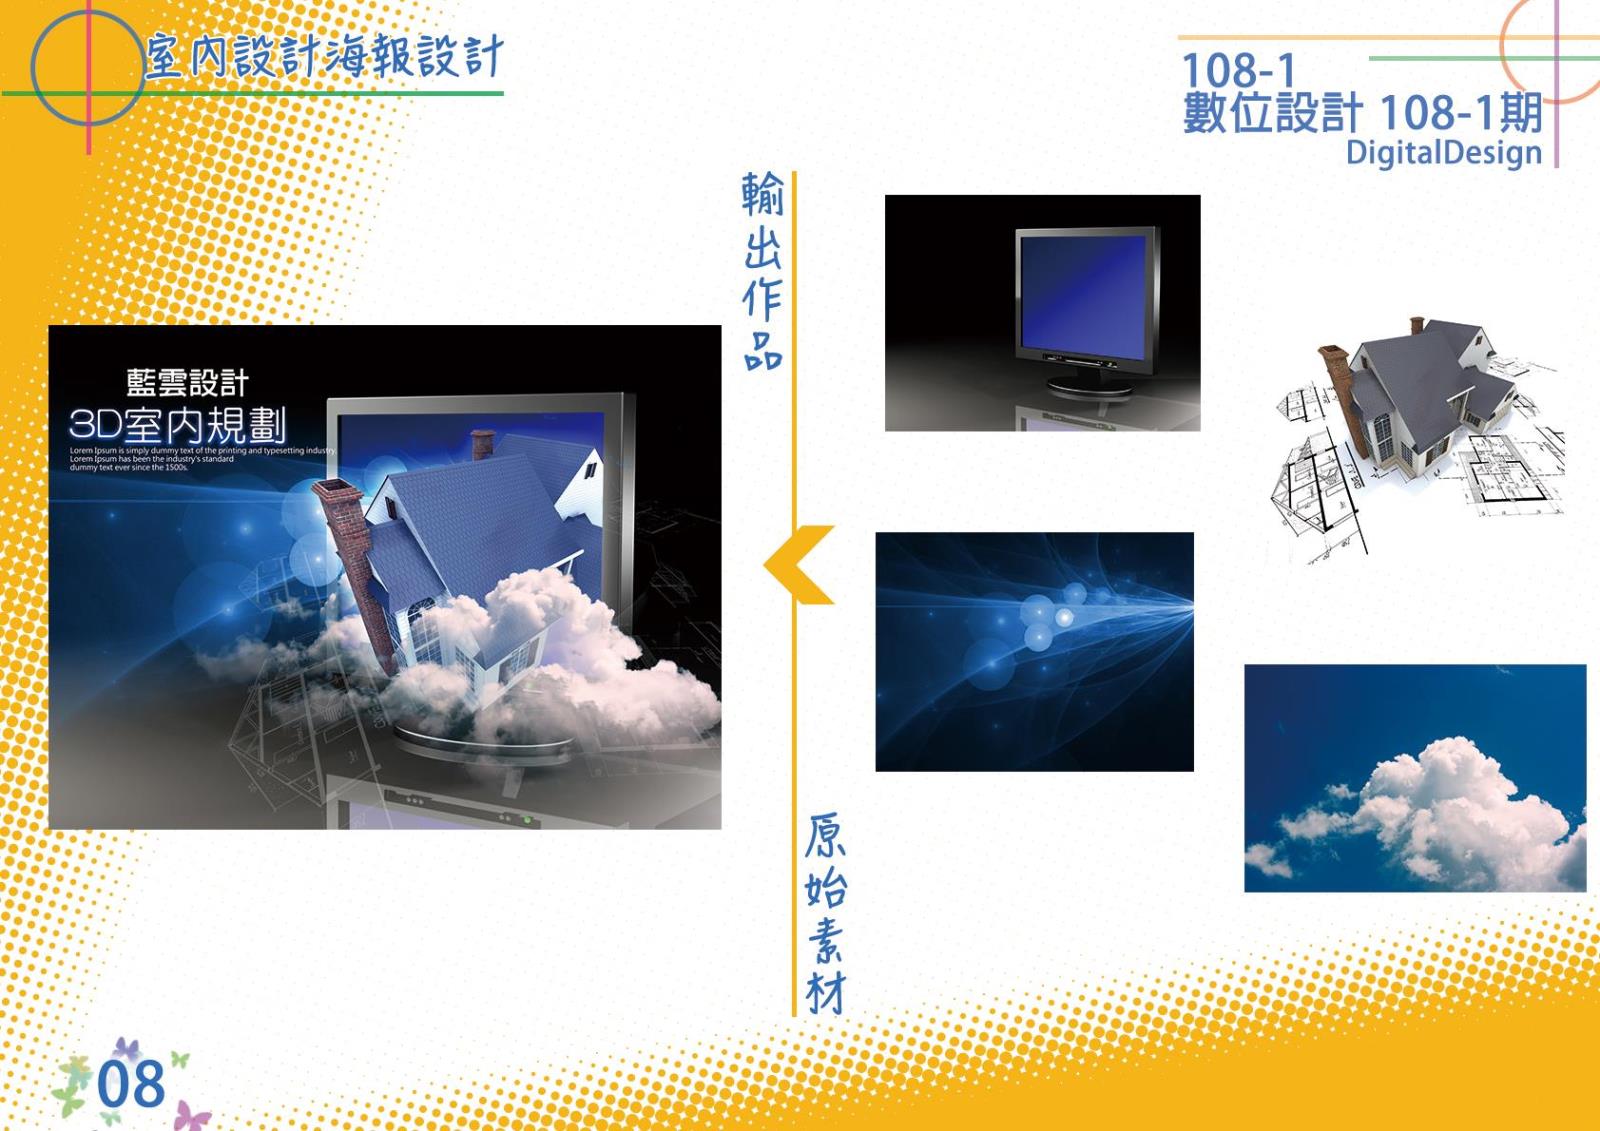 室內設計海報設計
108-1
數位設計 108-1期
DigitalDesign
輸出作品
藍雲設計
3D室內規劃
Lorem Ipsum is simply dummy text of the printing and typesetting industry.
Lorem Ipsum has been the industry's standard
dummy text ever since the 1500s.
原始素材
08